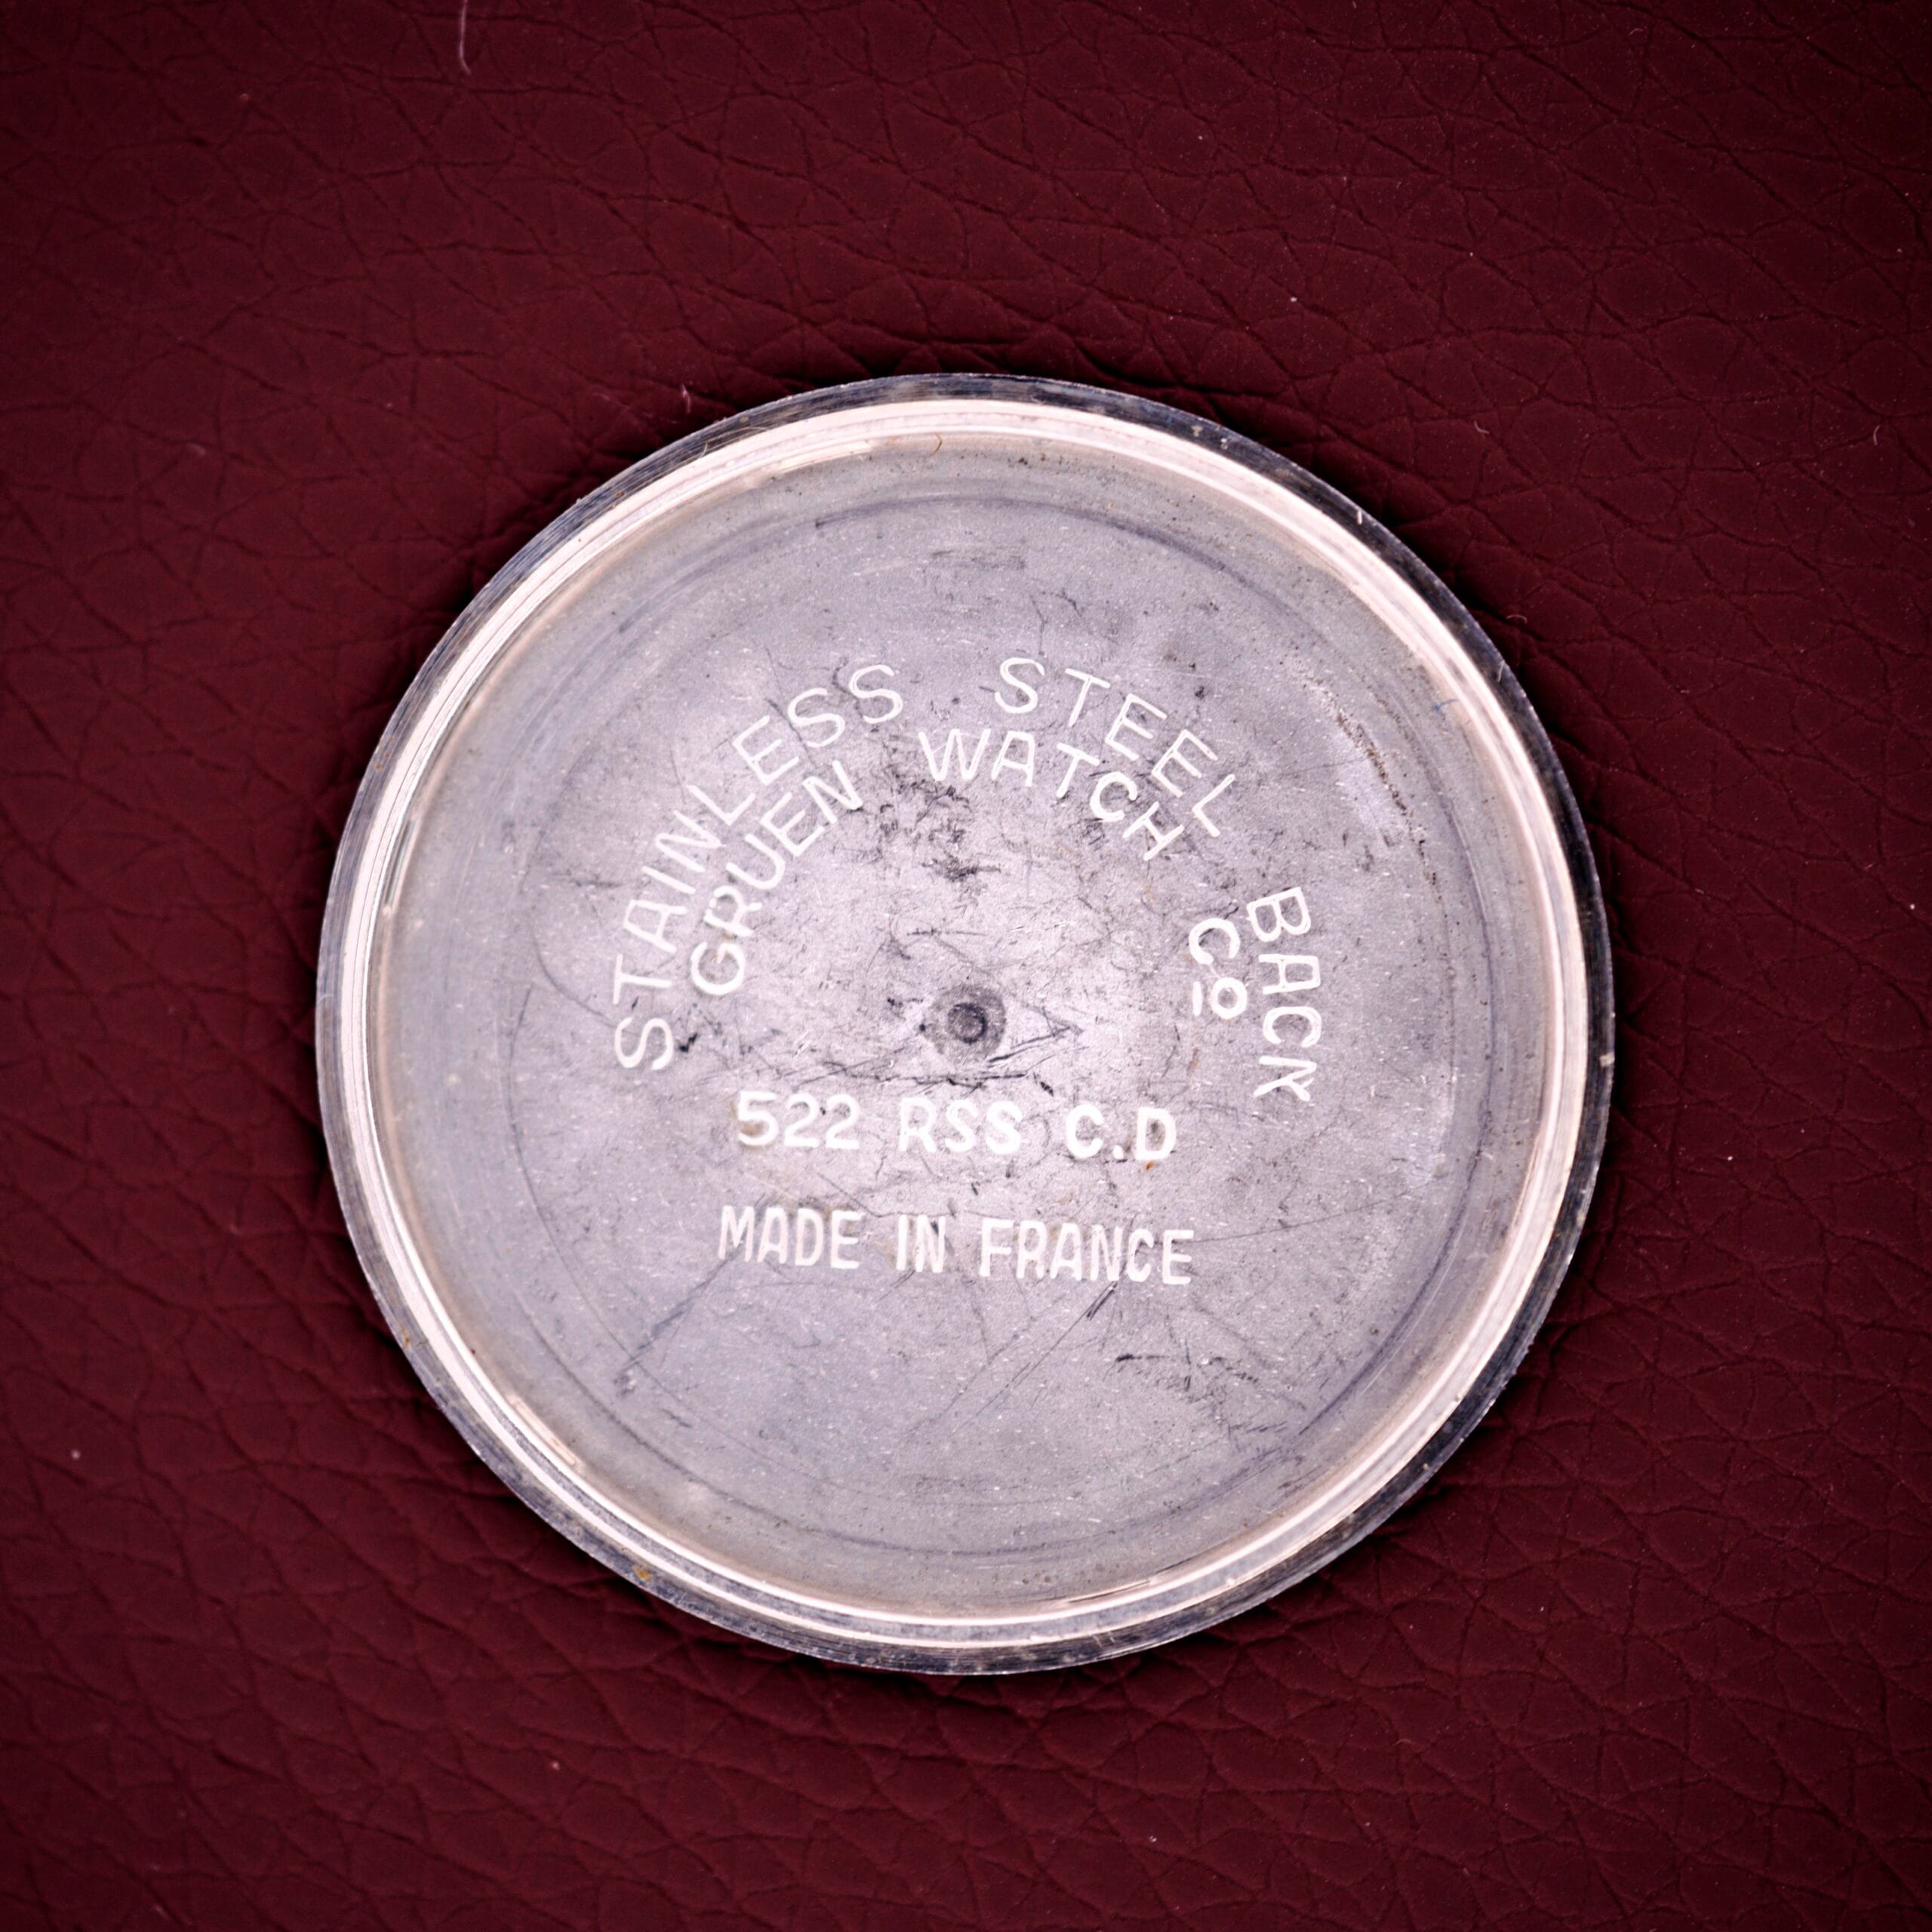 STAINLESS STEEL BACK
GRUEN WATCH Co
522 RSS C.D
MADE IN FRANCE